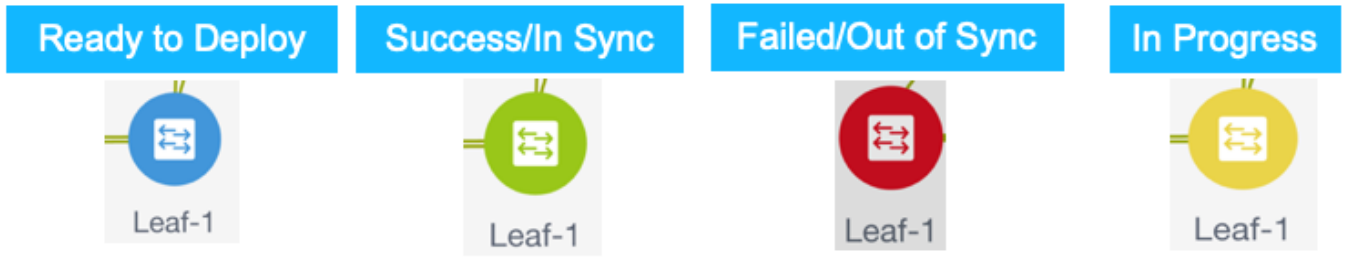 Ready to Deploy
Success/In Sync
Failed/Out of Sync
In Progress
Leaf-1
Leaf-1
Leaf-1
Leaf-1